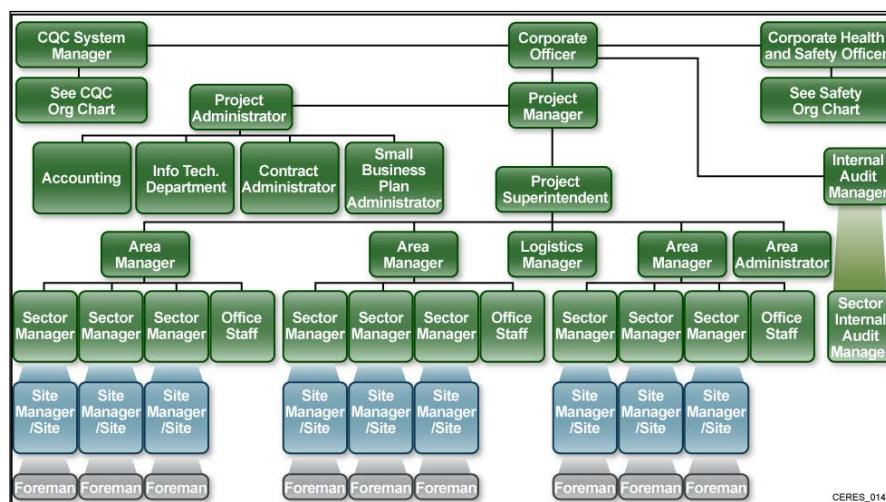 CQC System
Manager
Corporate
Officer
Corporate Health
and Safety Officer
See CQC
Org Chart
Project
Administrator
Project
Manager
See Safety
Org Chart
Accounting
Info Tech.
Department
Contract
Administrator
Small
Business
Plan
Administrator
Project
Superintendent
Internal
Audit
Manager
Area
Manager
Area
Manager
Logistics
Manager
Area
Manager
Area
Administrator
Sector
Manager
Sector
Manager
Sector
Manager
Office
Staff
Sector
Manager
Sector
Manager
Sector
Manager
Office
Staff
Sector
Manager
Sector
Manager
Sector
Manager
Office
Staff
Sector
Internal
Audit
Manager
Site
Manager
/Site
Site
Manager
/Site
Site
Manager
/Site
Site
Manager
/Site
Site
Manager
/Site
Site
Manager
/Site
Site
Manager
/Site
Site
Manager
/Site
Site
Manager
/Site
Foreman
Foreman
Foreman
Foreman
Foreman
Foreman
Foreman
Foreman
Foreman
CERES_014